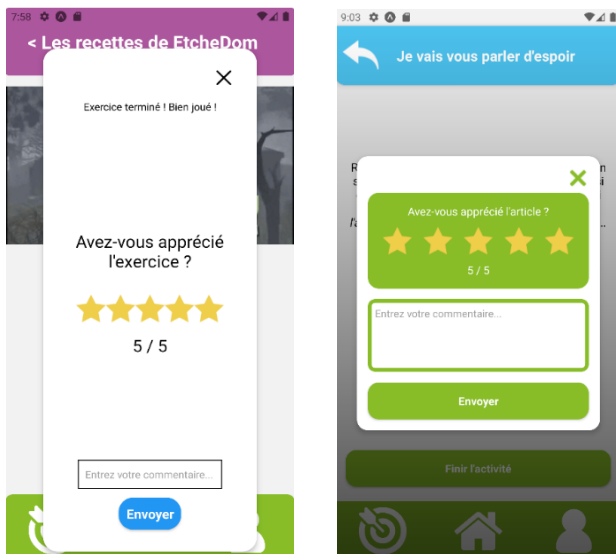 7:58
< Les recettes de EtcheDom
Exercice terminé ! Bien joué !
Avez-vous apprécié
l'exercice ?
5 / 5
Entrez votre commentaire...
Envoyer
9:03
Je vais vous parler d'espoir
Avez-vous apprécié l'article ?
5 / 5
Entrez votre commentaire...
Envoyer
Finir l'activité